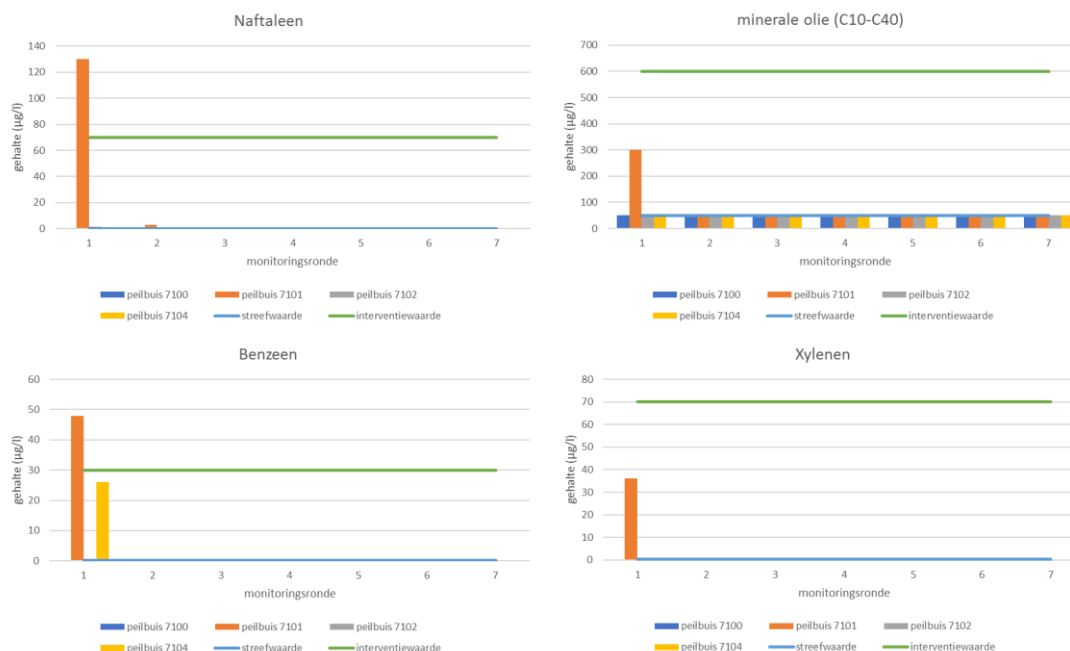 Naftaleen
gehalte (µg/l)
140
120
100
80
60
40
20
0
1 2 3 4 5 6 7
monitoringsronde
peilbuis 7100 peilbuis 7101 peilbuis 7102
peilbuis 7104 streefwaarde interventiewaarde
minerale olie (C10-C40)
gehalte (µg/l)
700
600
500
400
300
200
100
0
1 2 3 4 5 6 7
monitoringsronde
peilbuis 7100 peilbuis 7101 peilbuis 7102
peilbuis 7104 streefwaarde interventiewaarde
Benzeen
gehalte (µg/l)
60
50
40
30
20
10
0
1 2 3 4 5 6 7
monitoringsronde
peilbuis 7100 peilbuis 7101 peilbuis 7102
peilbuis 7104 streefwaarde interventiewaarde
Xylenen
gehalte (µg/l)
80
70
60
50
40
30
20
10
0
1 2 3 4 5 6 7
monitoringsronde
peilbuis 7100 peilbuis 7101 peilbuis 7102
peilbuis 7104 streefwaarde interventiewaarde